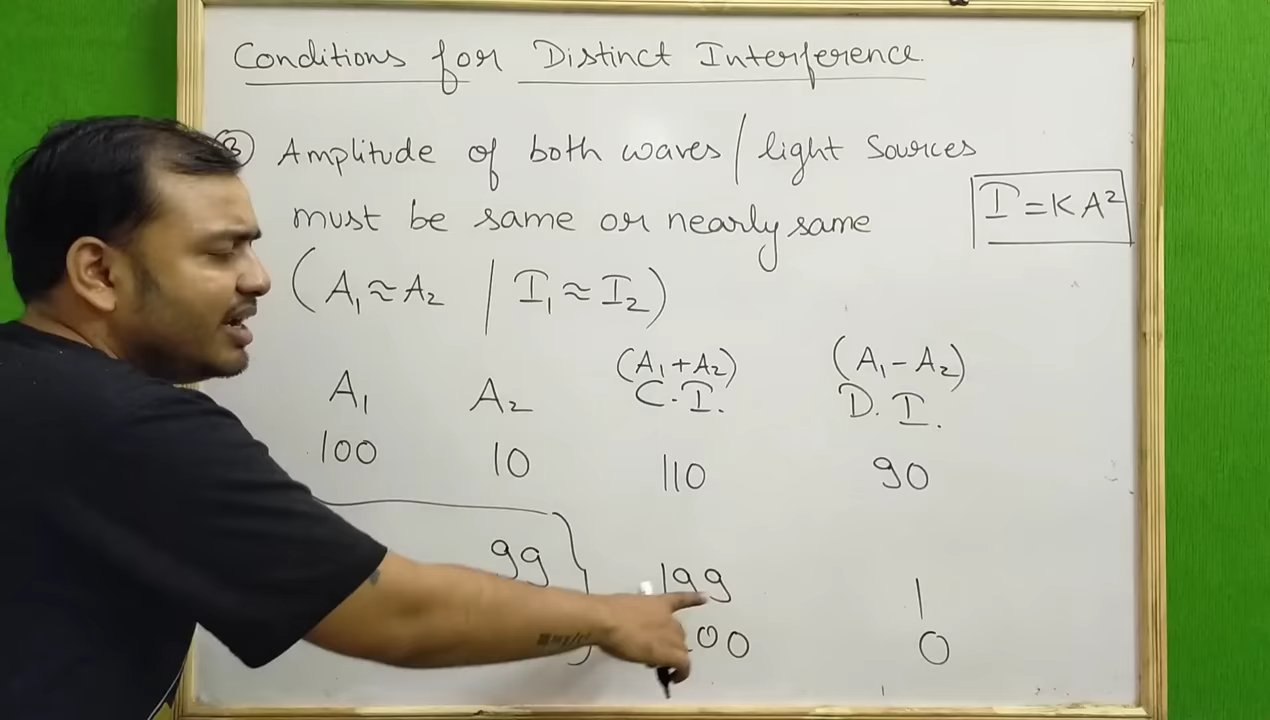 Conditions for Distinct Interference.
③ Amplitude of both waves / light Sources
must be same or nearly same
I = KA²
(A₁≈A₂ / I₁≈I₂)
A₁ A₂ (A₁+A₂) C.I. (A₁-A₂) D.I.
100 10 110 90
99 199 1
00 0